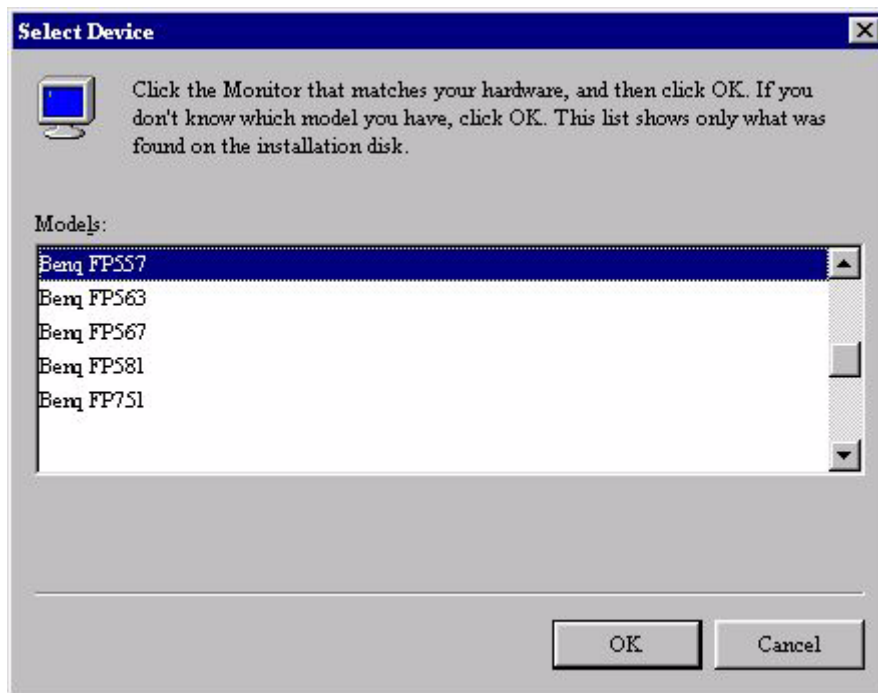 Select Device
Click the Monitor that matches your hardware, and then click OK. If you
don't know which model you have, click OK. This list shows only what was
found on the installation disk.
Models:
Benq FP557
Benq FP563
Benq FP567
Benq FP581
Benq FP751
OK
Cancel